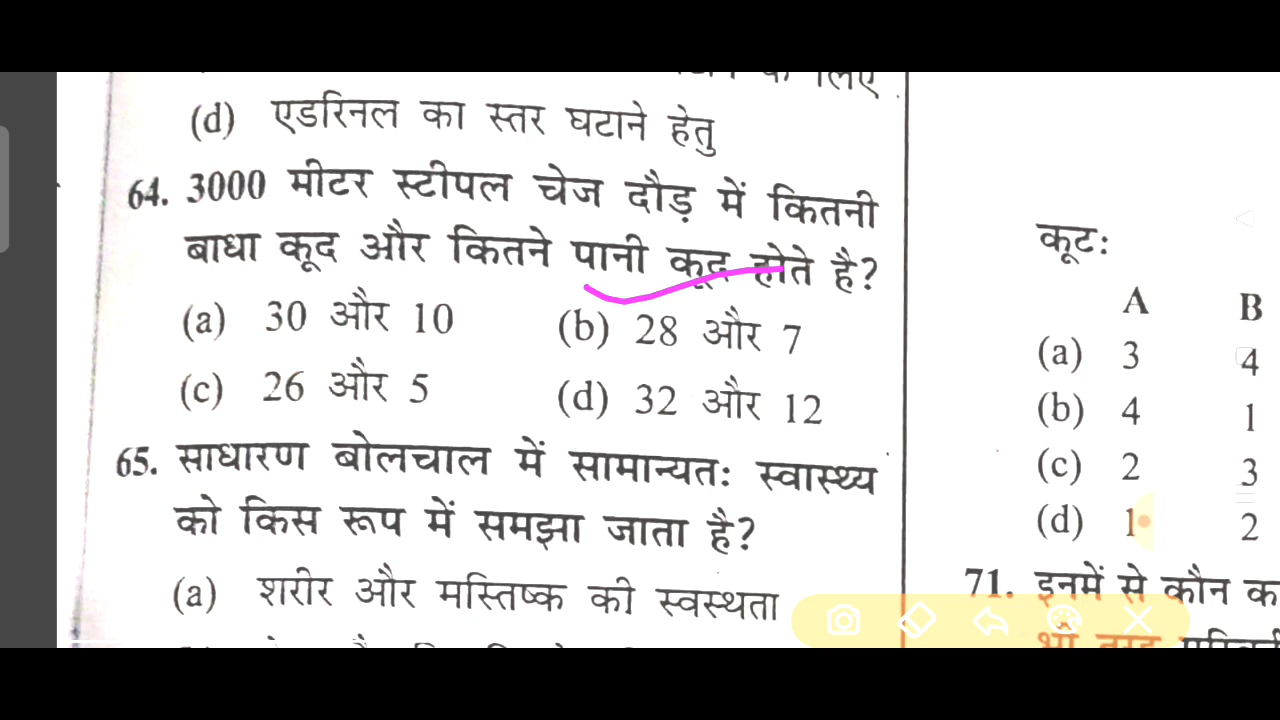 के लिए
(d) एडरिनल का स्तर घटाने हेतु
64. 3000 मीटर स्टीपल चेज दौड़ में कितनी
बाधा कूद और कितने पानी कूद होते है?
(a) 30 और 10 (b) 28 और 7
(c) 26 और 5 (d) 32 और 12
65. साधारण बोलचाल में सामान्यतः स्वास्थ्य
को किस रूप में समझा जाता है?
(a) शरीर और मस्तिष्क की स्वस्थता
कूटः
A B
(a) 3 4
(b) 4 1
(c) 2 3
(d) 1 2
71. इनमें से कौन क